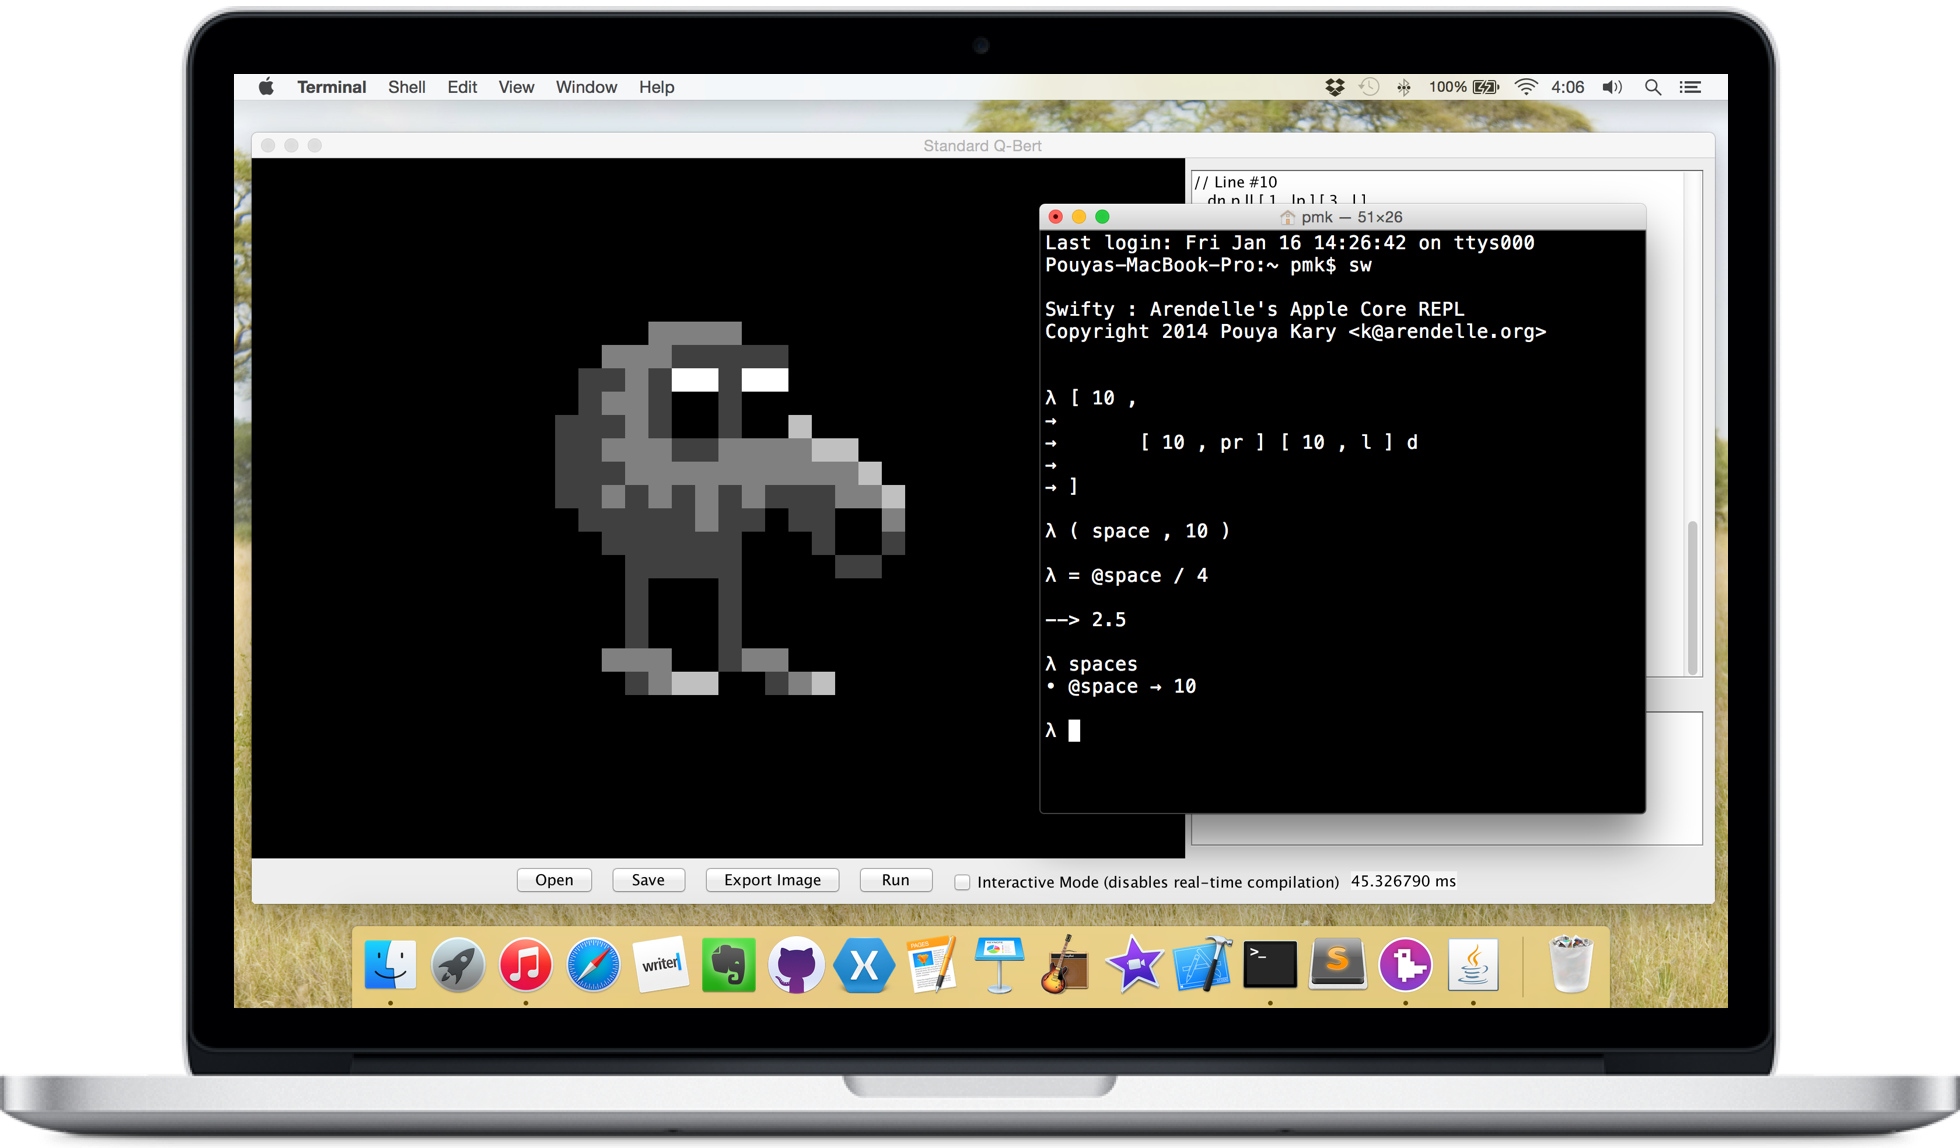 Terminal Shell Edit View Window Help 100% 4:06
Standard Q-Bert
// Line #10
pmk — 51×26
Last login: Fri Jan 16 14:26:42 on ttys000
Pouyas-MacBook-Pro:~ pmk$ sw
Swifty : Arendelle's Apple Core REPL
Copyright 2014 Pouya Kary <k@arendelle.org>
λ [ 10 ,
→
→ [ 10 , pr ] [ 10 , l ] d
→
→ ]
λ ( space , 10 )
λ = @space / 4
--> 2.5
λ spaces
• @space → 10
λ
Open Save Export Image Run Interactive Mode (disables real-time compilation) 45.326790 ms
writer
PAGES
>_
S